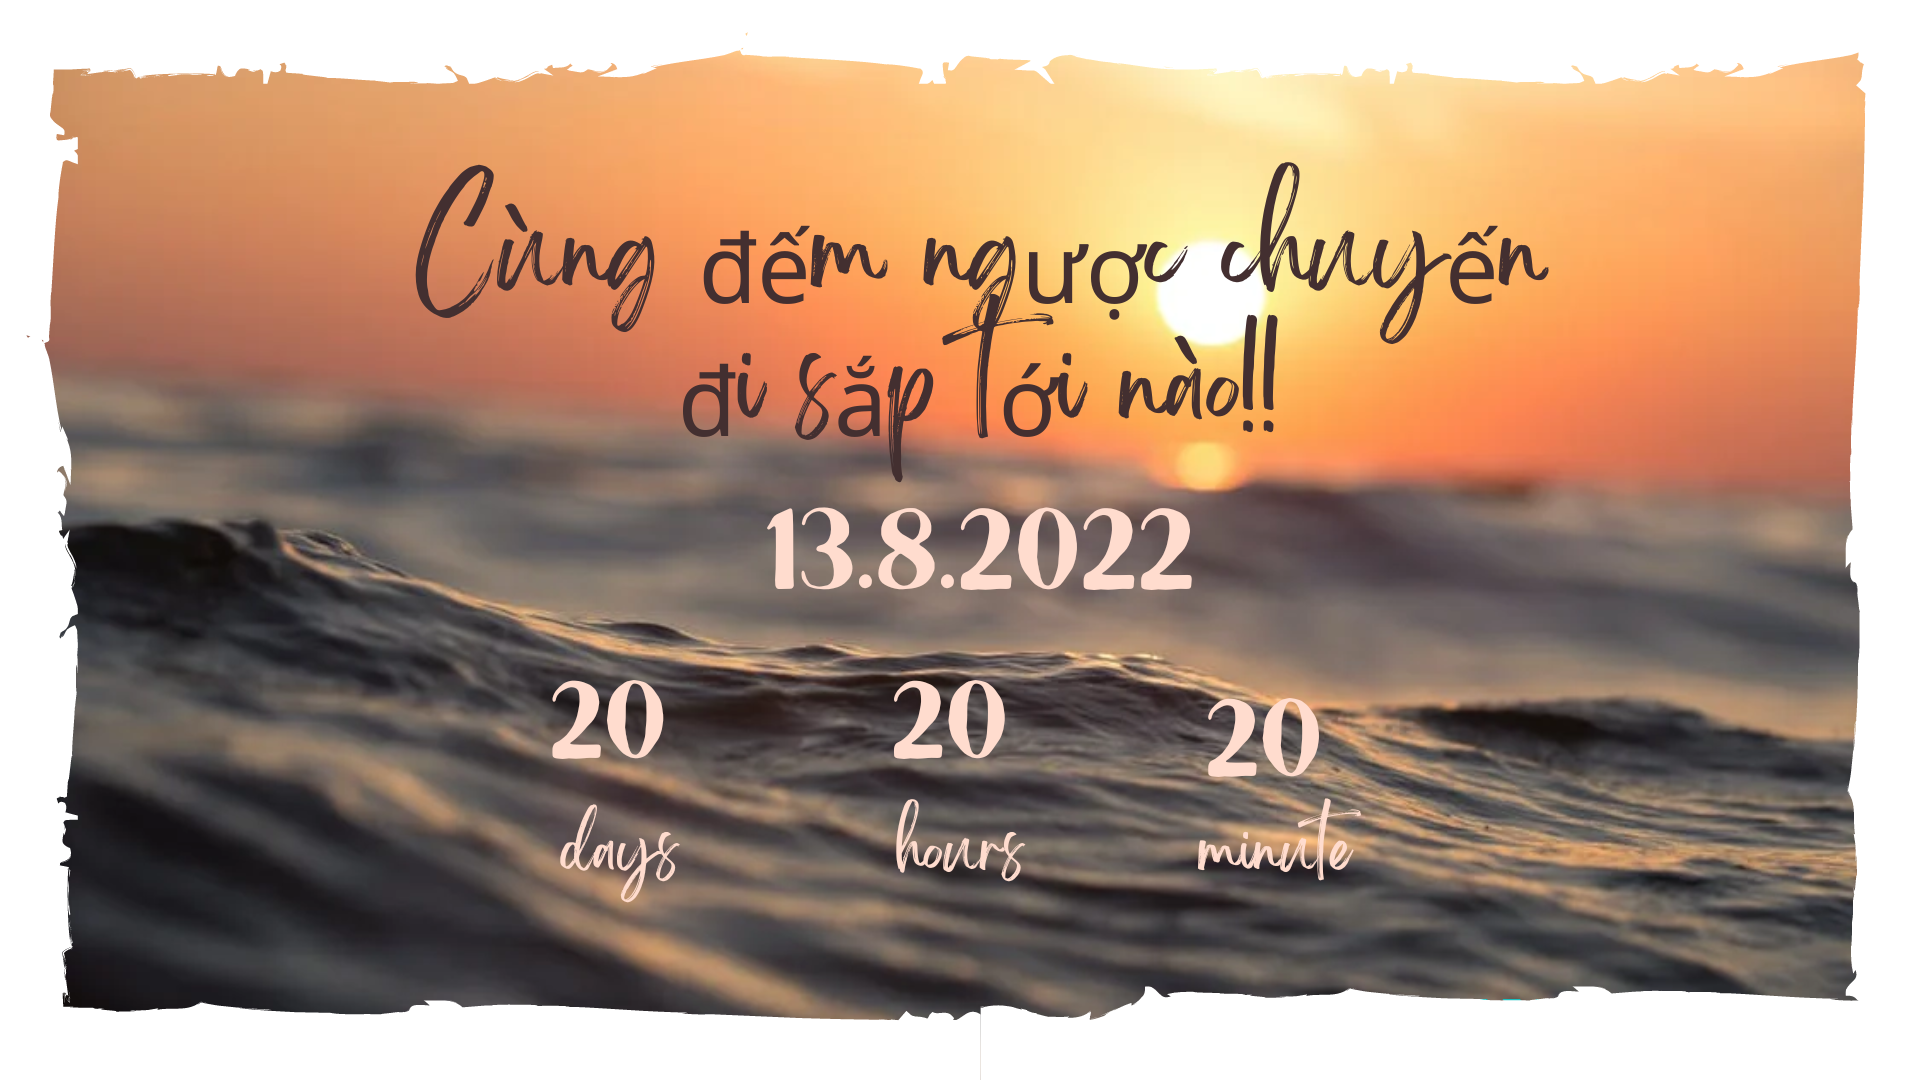 Cùng đếm ngược chuyến
đi sắp tới nào!!
13.8.2022
20 20 20
days hours minute